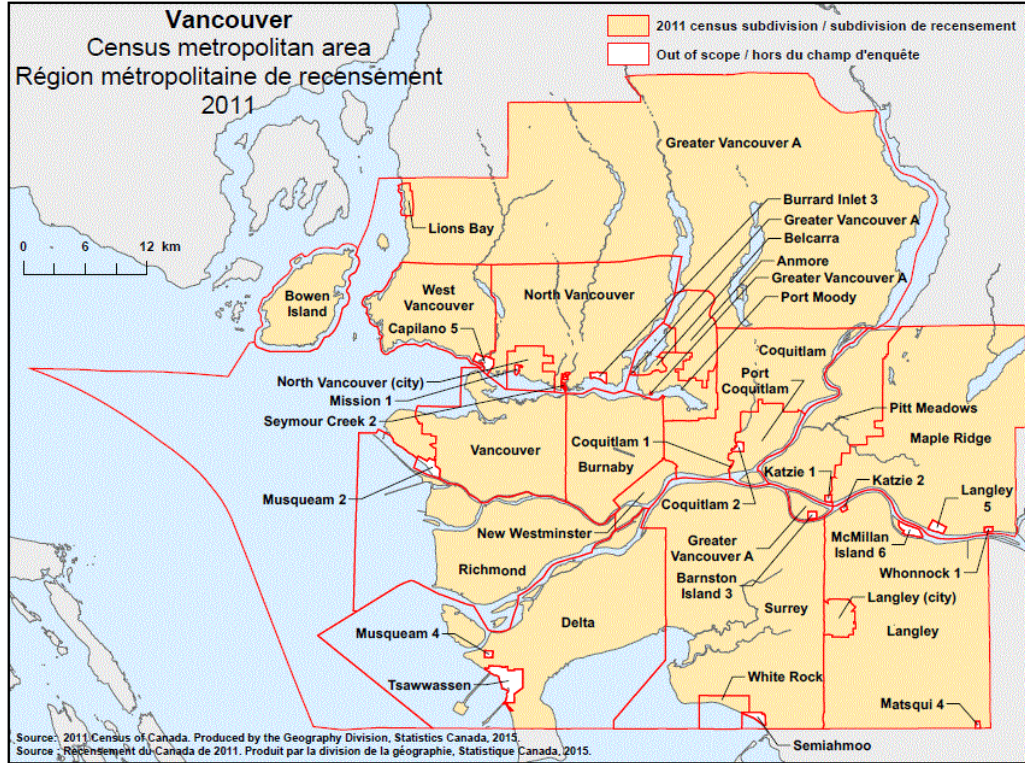 Vancouver
Census metropolitan area
Région métropolitaine de recensement
2011
2011 census subdivision / subdivision de recensement
Out of scope / hors du champ d'enquête
0 6 12 km
Greater Vancouver A
Lions Bay
Burrard Inlet 3
Greater Vancouver A
Belcarra
Anmore
Greater Vancouver A
Port Moody
Bowen
Island
West
Vancouver
North Vancouver
Capilano 5
North Vancouver (city)
Mission 1
Seymour Creek 2
Coquitlam
Port
Coquitlam
Pitt Meadows
Maple Ridge
Vancouver
Burnaby
Coquitlam 1
Coquitlam 2
Katzie 1
Katzie 2
Langley
5
Musqueam 2
New Westminster
Greater
Vancouver A
McMillan
Island 6
Whonnock 1
Barnston
Island 3
Richmond
Surrey
Langley (city)
Langley
Delta
Musqueam 4
Tsawwassen
White Rock
Matsqui 4
Semiahmoo
Source: 2011 Census of Canada. Produced by the Geography Division, Statistics Canada, 2015.
Source : Recensement du Canada de 2011. Produit par la division de la géographie, Statistique Canada, 2015.